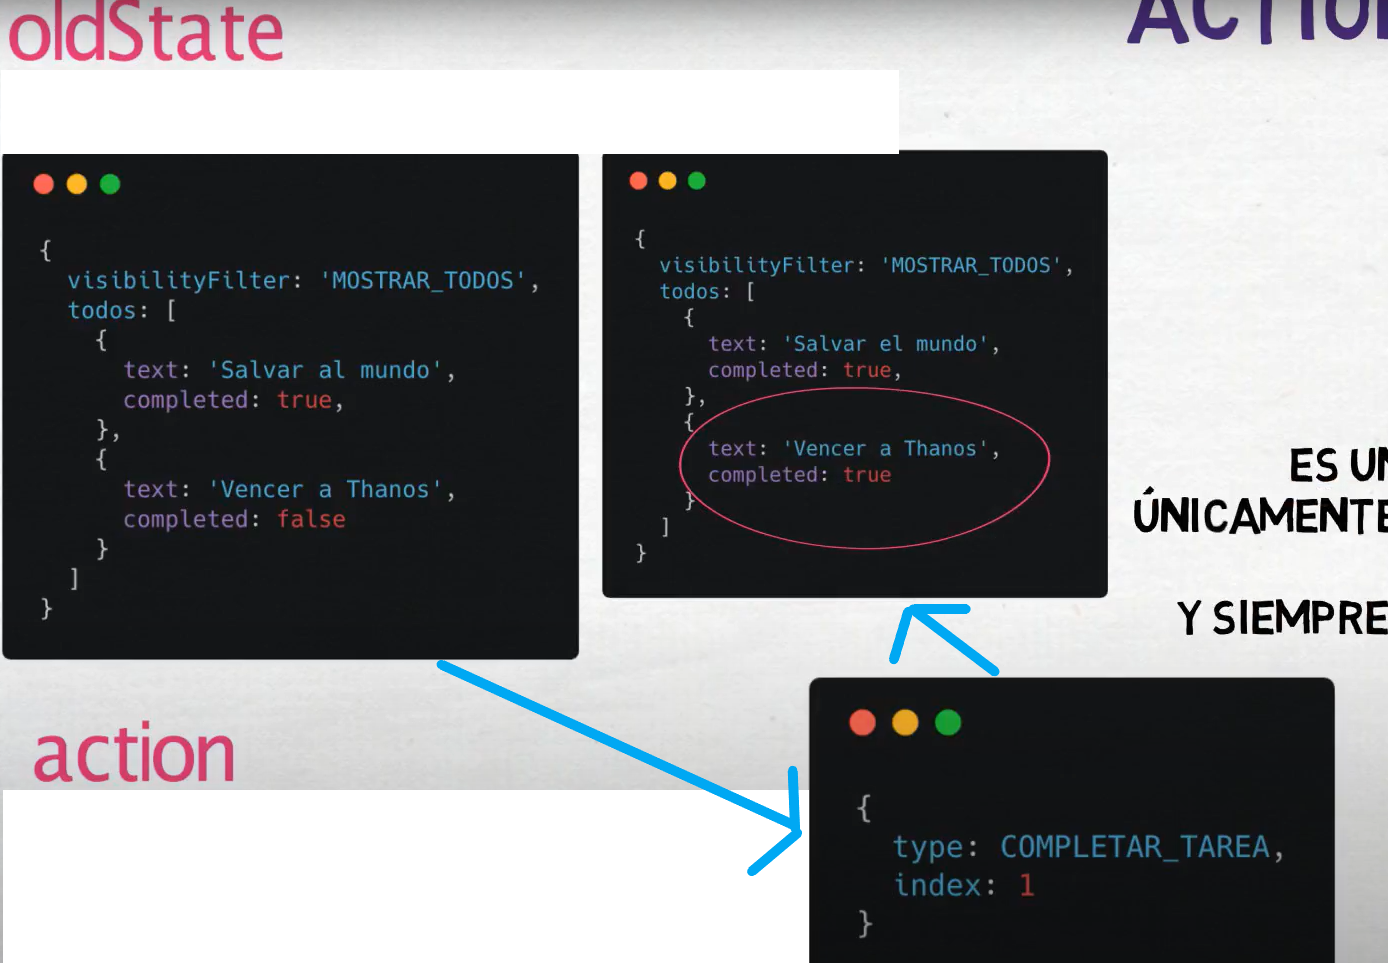 oldState
{
visibilityFilter: 'MOSTRAR_TODOS',
todos: [
{
text: 'Salvar al mundo',
completed: true,
},
{
text: 'Vencer a Thanos',
completed: false
}
]
}
{
visibilityFilter: 'MOSTRAR_TODOS',
todos: [
{
text: 'Salvar el mundo',
completed: true,
},
{
text: 'Vencer a Thanos',
completed: true
}
]
}
ES UN
ÚNICAMENTE
Y SIEMPRE
action
{
type: COMPLETAR_TAREA,
index: 1
}